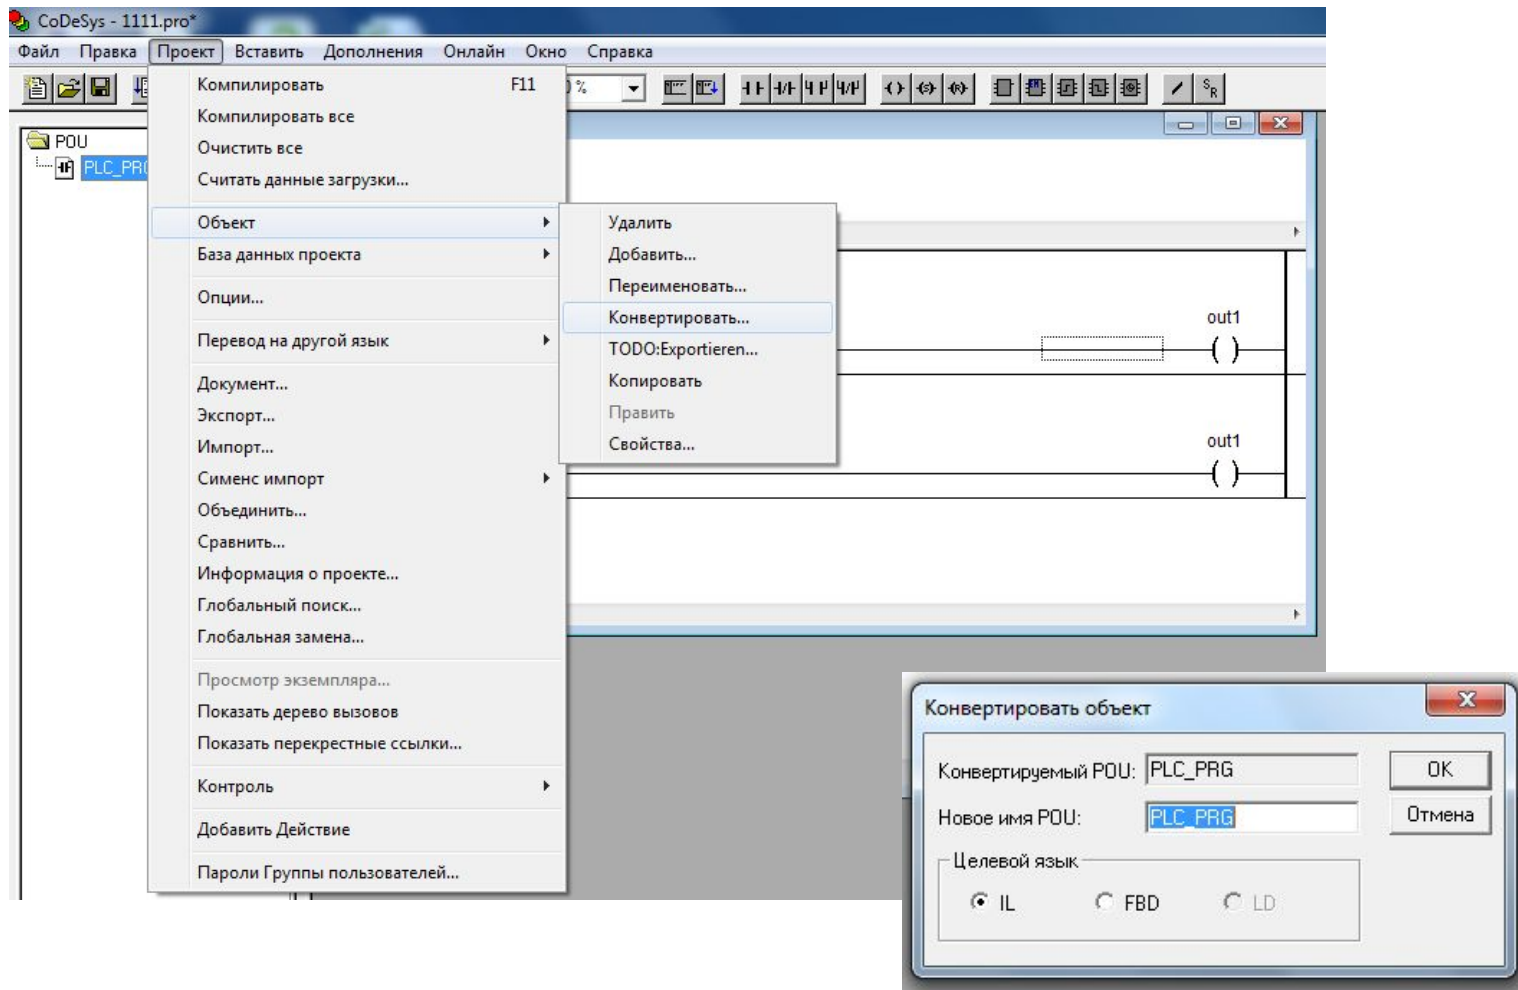 CoDeSys - 1111.pro*
Файл Правка Проект Вставить Дополнения Онлайн Окно Справка
%
S
R
POU
PLC_PR
Компилировать F11
Компилировать все
Очистить все
Считать данные загрузки...
Объект
База данных проекта
Опции...
Перевод на другой язык
Документ...
Экспорт...
Импорт...
Сименс импорт
Объединить...
Сравнить...
Информация о проекте...
Глобальный поиск...
Глобальная замена...
Просмотр экземпляра...
Показать дерево вызовов
Показать перекрестные ссылки...
Контроль
Добавить Действие
Пароли Группы пользователей...
Удалить
Добавить...
Переименовать...
Конвертировать...
TODO:Exportieren...
Копировать
Править
Свойства...
out1
out1
Конвертировать объект
Конвертируемый POU: PLC_PRG
OK
Новое имя POU: PLC_PRG
Отмена
Целевой язык
IL FBD LD